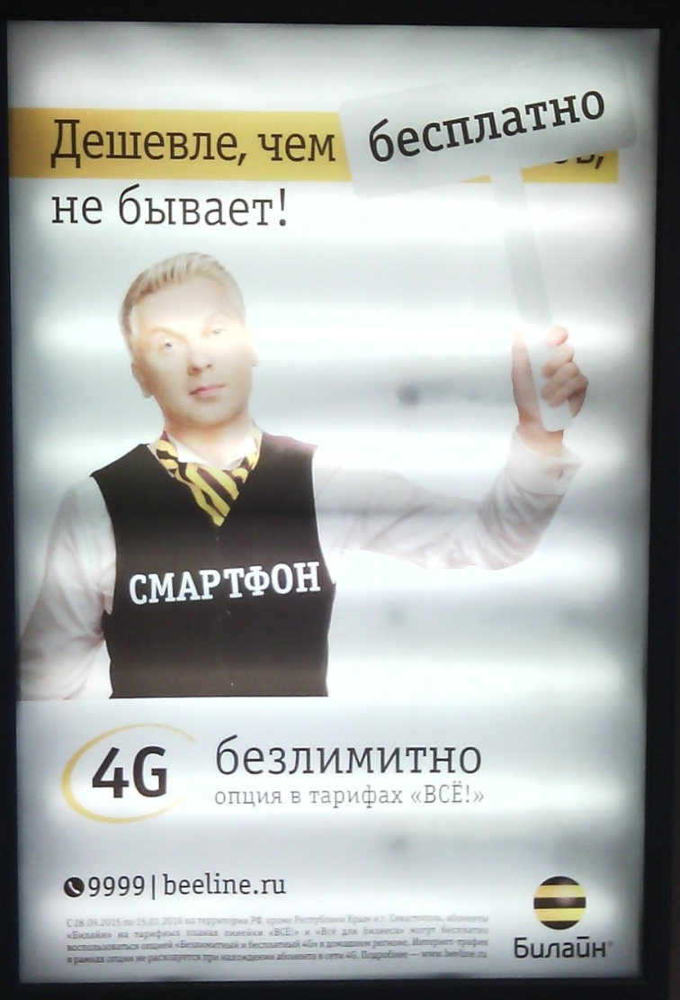 Дешевле, чем бесплатно
не бывает!
СМАРТФОН
4G безлимитно
опция в тарифах «ВСЁ!»
9999 | beeline.ru
С 28.09.2015 по 15.01.2016 на территории РФ, кроме Республики Крым и г. Севастополь, абоненты
«Билайн» на тарифных планах линейки «ВСЁ!» и «Всё для бизнеса» могут бесплатно
воспользоваться опцией «Безлимитный и бесплатный 4G» в домашнем регионе. Интернет-трафик
в рамках опции не расходуется при нахождении абонента в сети 4G. Подробнее — www.beeline.ru
Билайн®